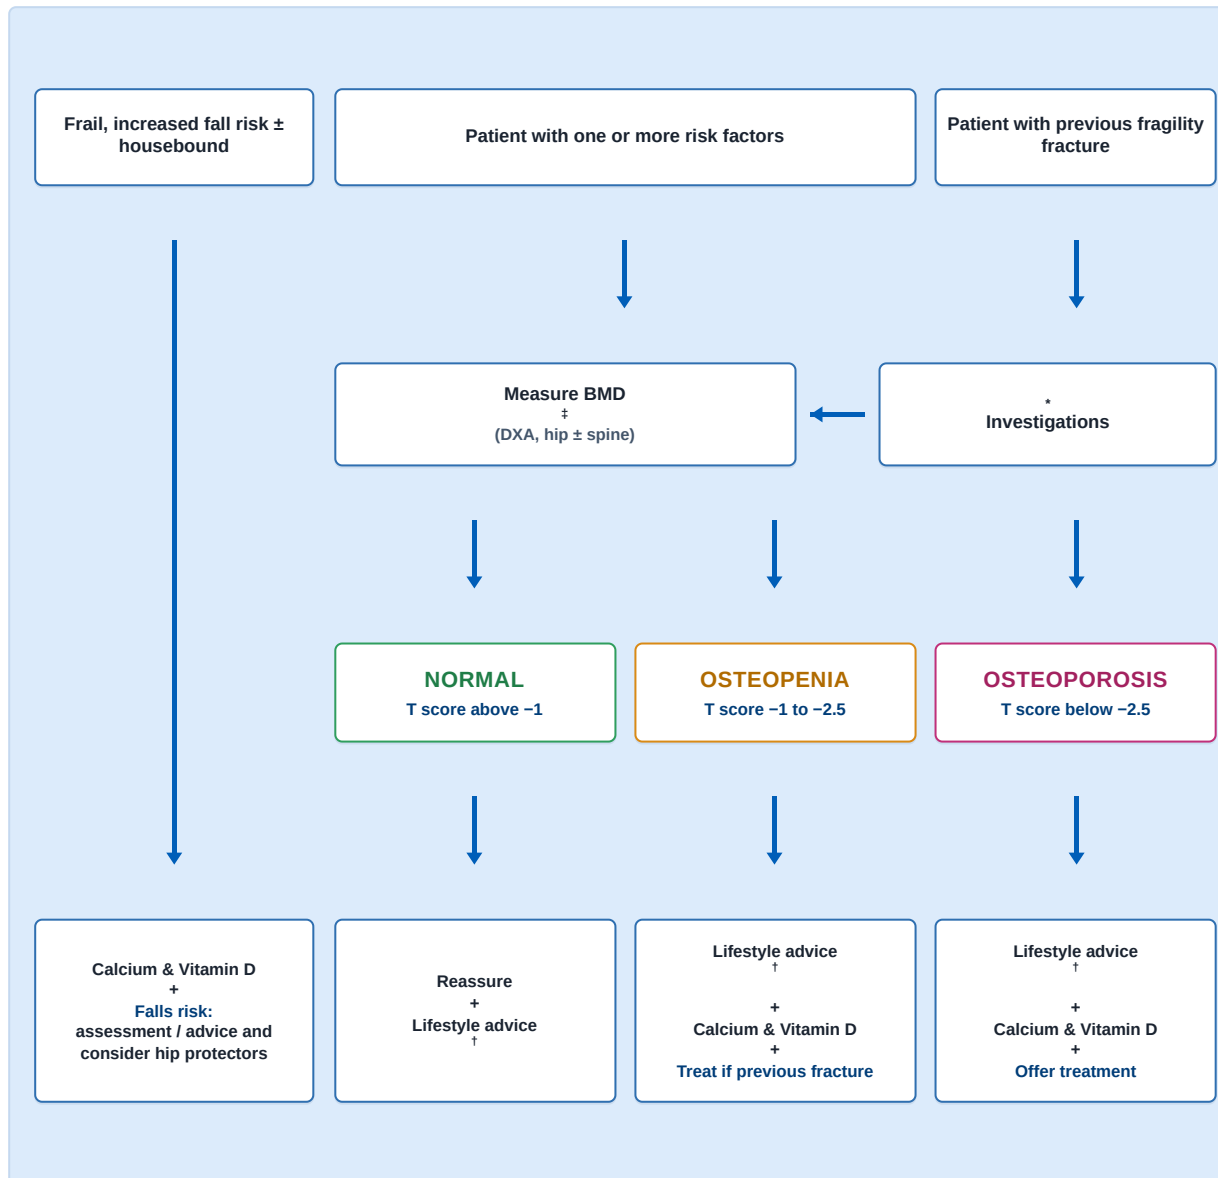 Frail, increased fall risk ±
housebound
Patient with one or more risk factors
Patient with previous fragility
fracture
Measure BMD
‡
(DXA, hip ± spine)
*
Investigations
NORMAL
T score above −1
OSTEOPENIA
T score −1 to −2.5
OSTEOPOROSIS
T score below −2.5
Calcium & Vitamin D
+
Falls risk:
assessment / advice and
consider hip protectors
Reassure
+
Lifestyle advice
†
Lifestyle advice
†
+
Calcium & Vitamin D
+
Treat if previous fracture
Lifestyle advice
†
+
Calcium & Vitamin D
+
Offer treatment